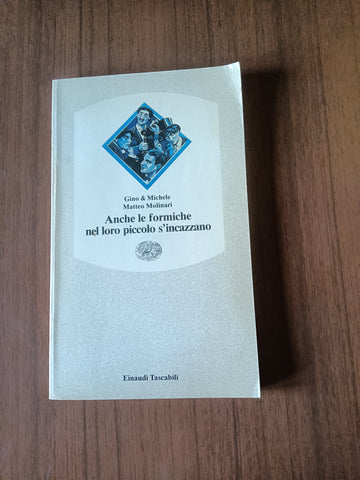 Gino & Michele
Matteo Molinari
Anche le formiche
nel loro piccolo s'incazzano
Einaudi Tascabili